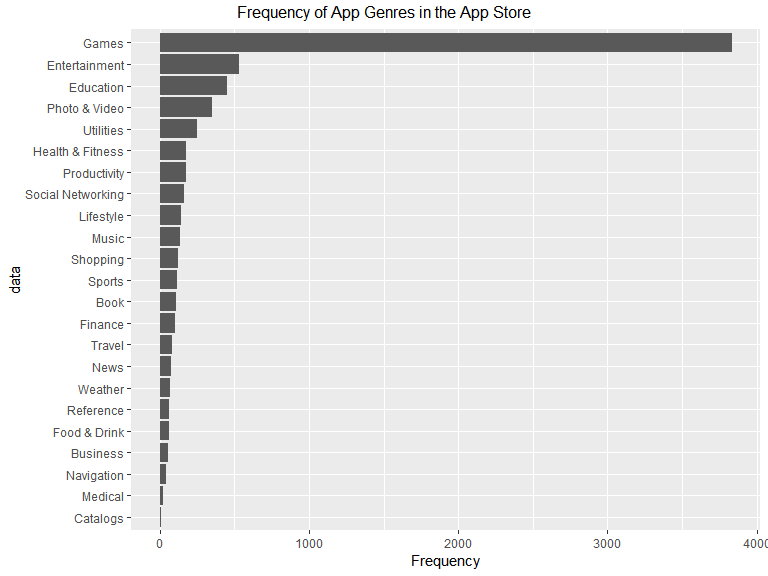 Frequency of App Genres in the App Store
Games
Entertainment
Education
Photo & Video
Utilities
Health & Fitness
Productivity
Social Networking
Lifestyle
Music
Shopping
Sports
Book
Finance
Travel
News
Weather
Reference
Food & Drink
Business
Navigation
Medical
Catalogs
data
0 1000 2000 3000 4000
Frequency